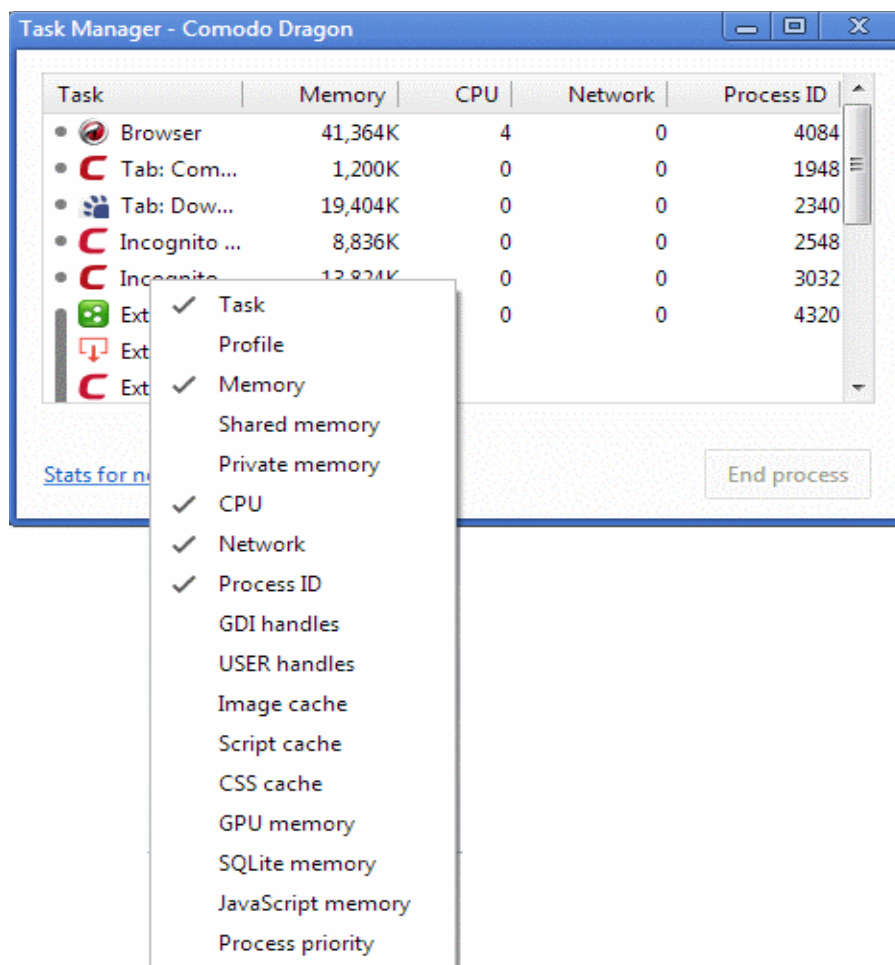 Task Manager - Comodo Dragon
Task Memory CPU Network Process ID
Browser 41,364K 4 0 4084
Tab: Com... 1,200K 0 0 1948
Tab: Dow... 19,404K 0 0 2340
Incognito ... 8,836K 0 0 2548
Incognito 13,824K 0 0 3032
Ext 0 0 4320
Ext
Ext
Stats for n
End process
Task
Profile
Memory
Shared memory
Private memory
CPU
Network
Process ID
GDI handles
USER handles
Image cache
Script cache
CSS cache
GPU memory
SQLite memory
JavaScript memory
Process priority